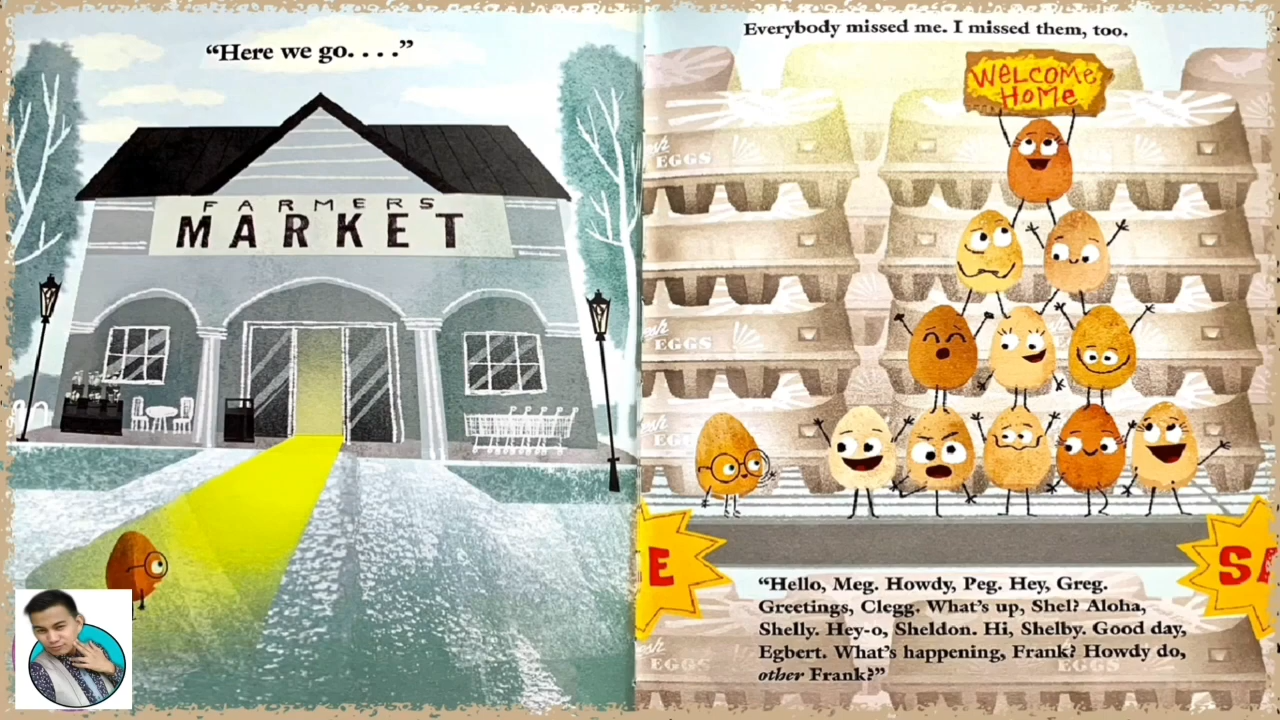 “Here we go. . . .”
FARMERS
MARKET
Everybody missed me. I missed them, too.
WELCOME
HOME
EGGS
EGGS
EGGS
“Hello, Meg. Howdy, Peg. Hey, Greg.
Greetings, Clegg. What’s up, Shel? Aloha,
Shelly. Hey-o, Sheldon. Hi, Shelby. Good day,
Egbert. What’s happening, Frank? Howdy do,
other Frank?”
EGGS